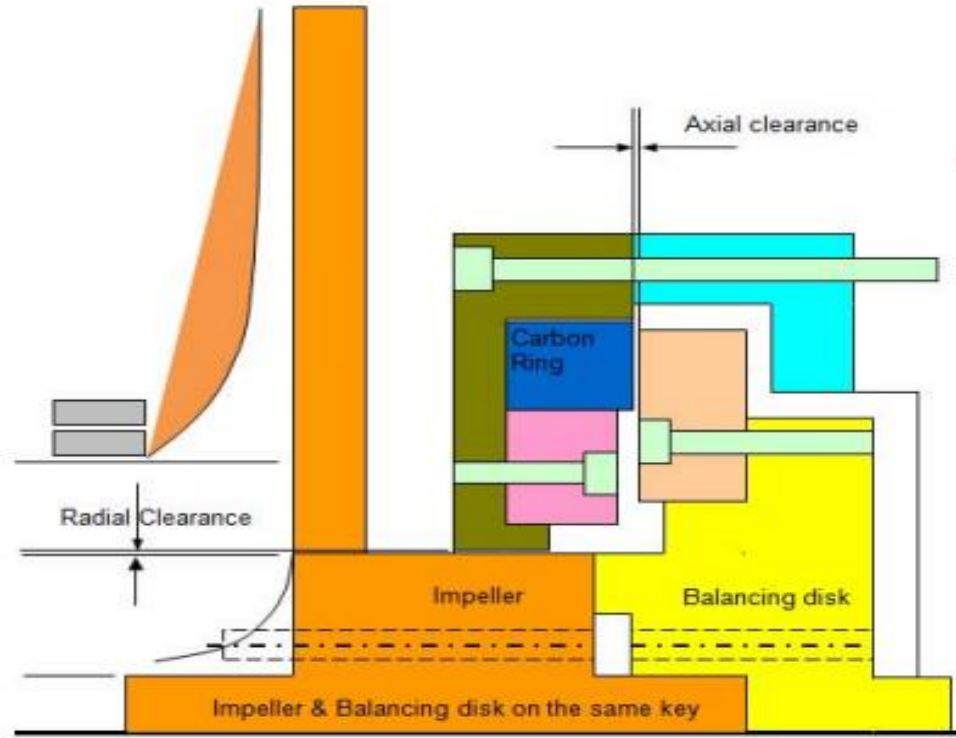 Axial clearance
Carbon
Ring
Radial Clearance
Impeller
Balancing disk
Impeller & Balancing disk on the same key